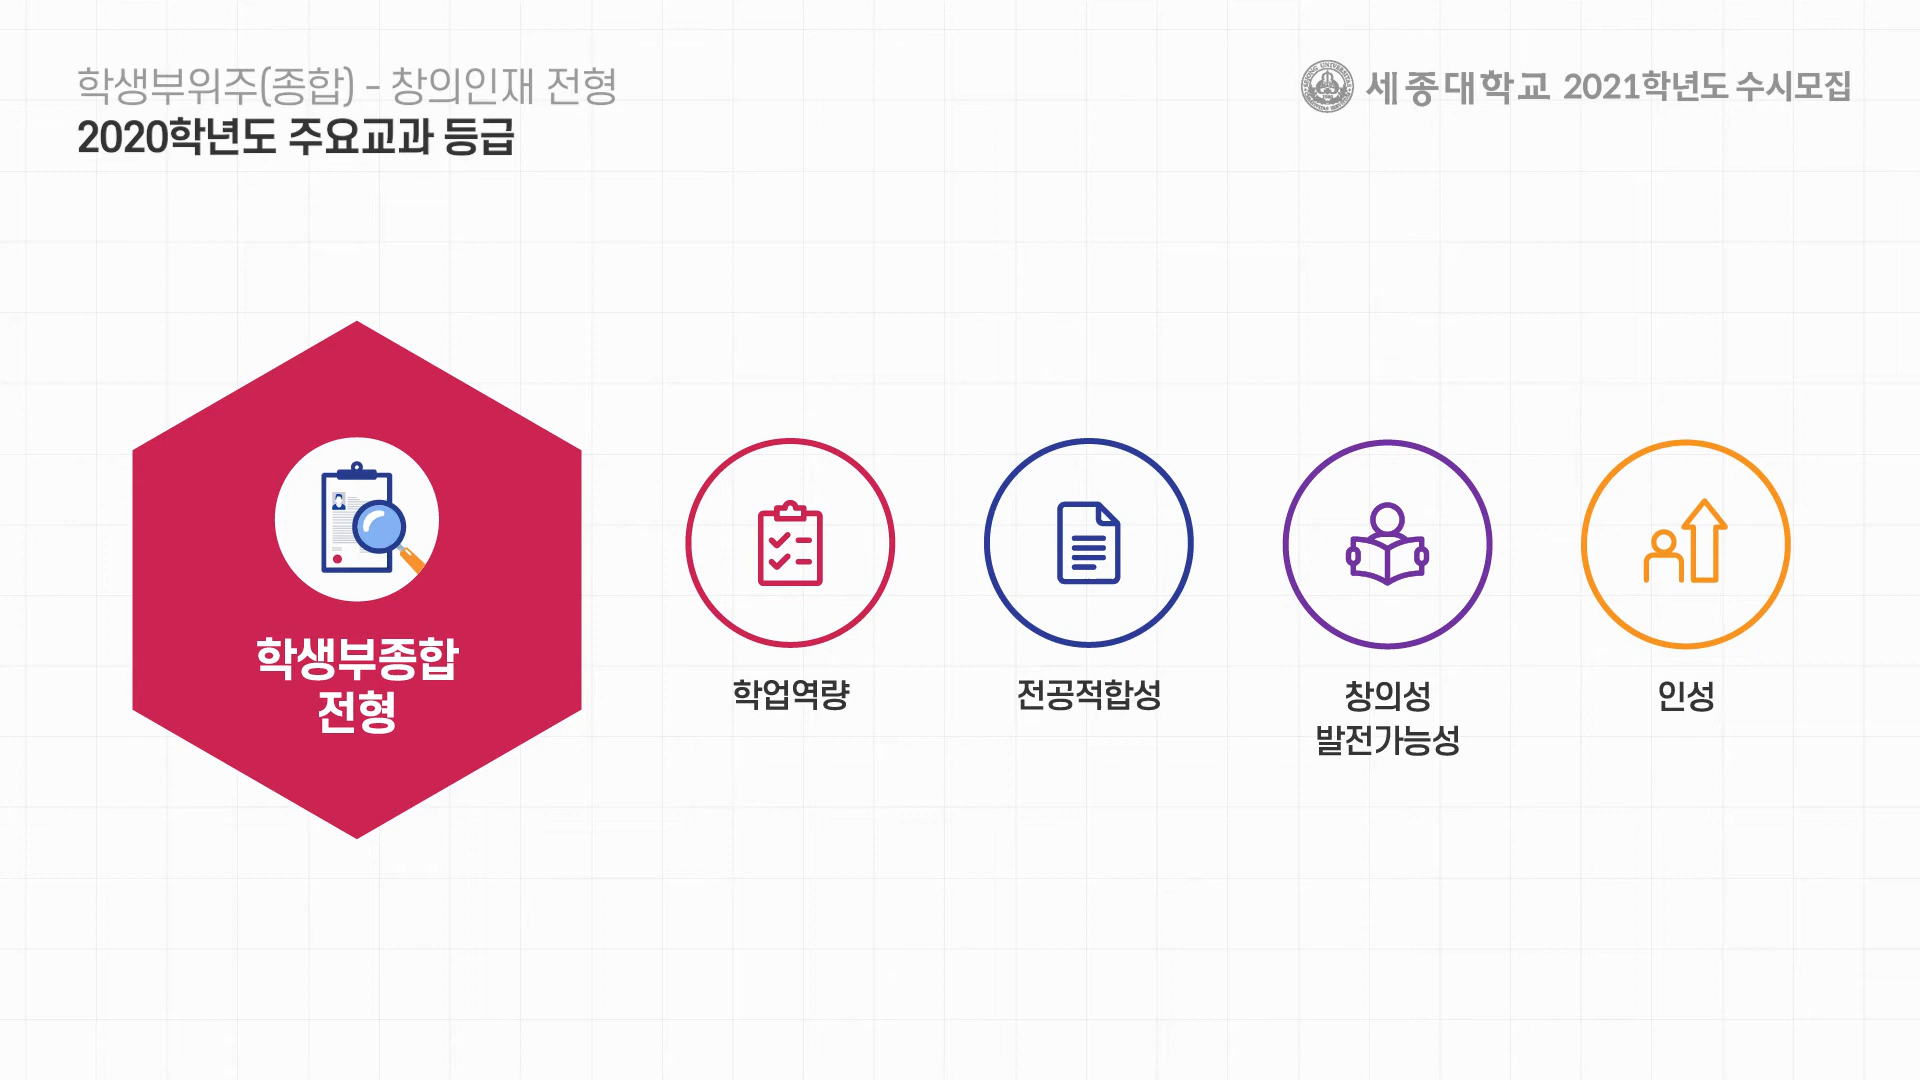 학생부위주(종합) - 창의인재 전형
2020학년도 주요교과 등급
세종대학교 2021학년도 수시모집
학생부종합
전형
학업역량
전공적합성
창의성
발전가능성
인성